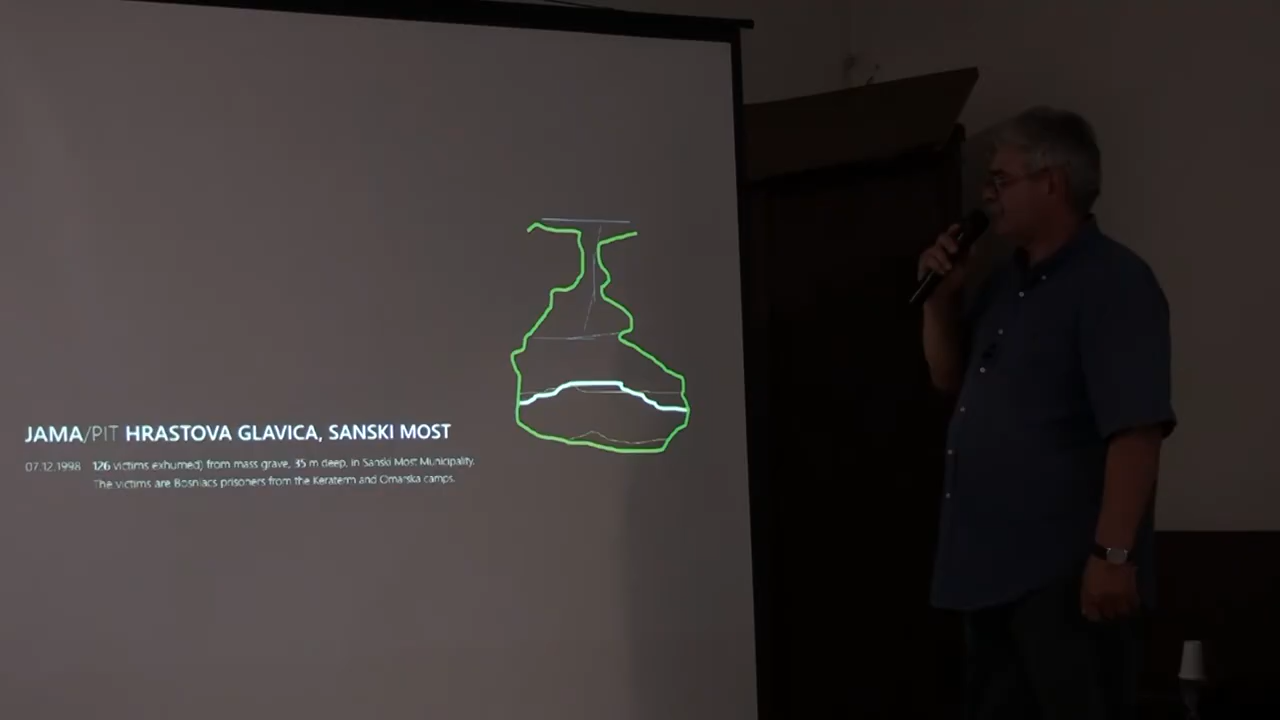 JAMA/PIT HRASTOVA GLAVICA, SANSKI MOST
07.12.1998 126 victims exhumed) from mass grave, 35 m deep, in Sanski Most Municipality.
The victims are Bosniacs prisoners from the Keraterm and Omarska camps.